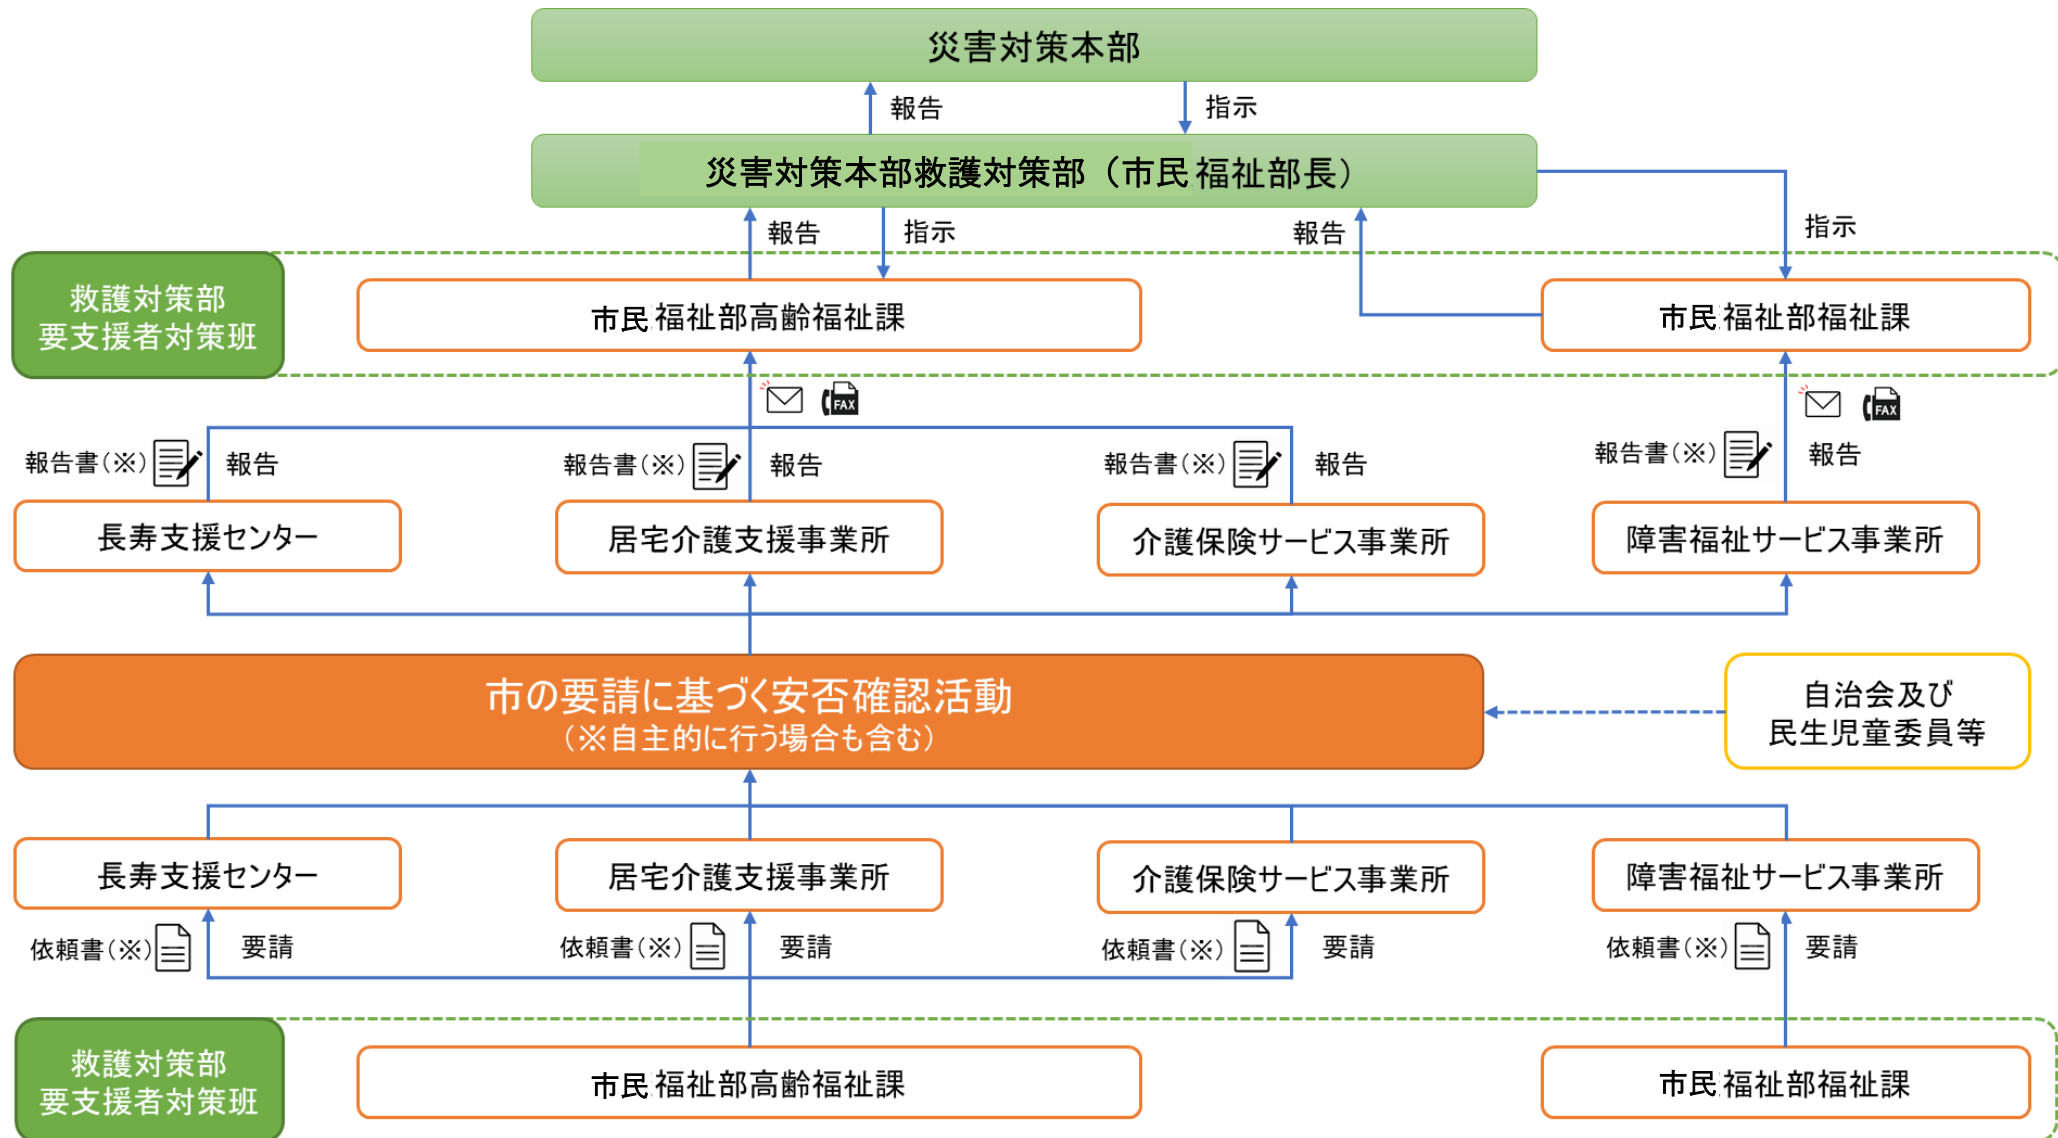 災害対策本部
報告
指示
災害対策本部救護対策部（市民福祉部長）
報告
指示
報告
指示
救護対策部
要支援者対策班
市民福祉部高齢福祉課
市民福祉部福祉課
FAX
FAX
報告書（※）
報告
報告書（※）
報告
報告書（※）
報告
報告書（※）
報告
長寿支援センター
居宅介護支援事業所
介護保険サービス事業所
障害福祉サービス事業所
市の要請に基づく安否確認活動
（※自主的に行う場合も含む）
自治会及び
民生児童委員等
長寿支援センター
居宅介護支援事業所
介護保険サービス事業所
障害福祉サービス事業所
依頼書（※）
要請
依頼書（※）
要請
依頼書（※）
要請
依頼書（※）
要請
救護対策部
要支援者対策班
市民福祉部高齢福祉課
市民福祉部福祉課